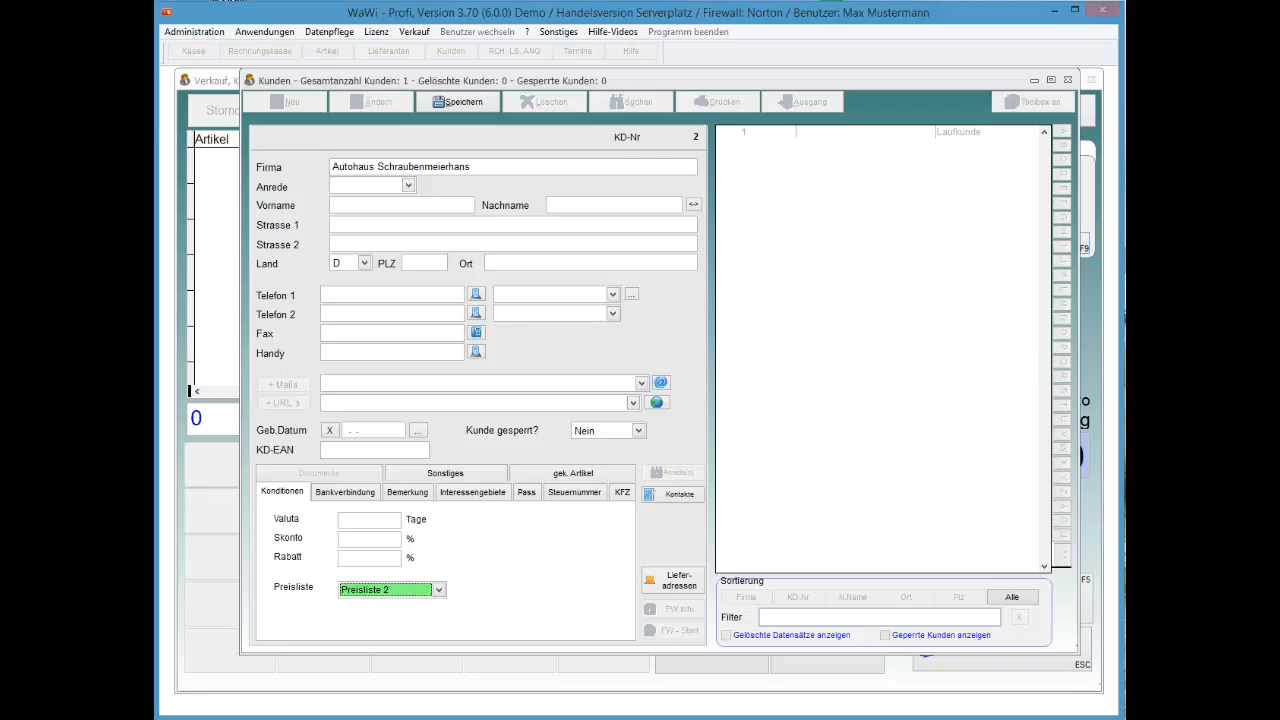 WaWi - Profi, Version 3.70 (6.0.0) Demo / Handelsversion Serverplatz / Firewall: Norton / Benutzer: Max Mustermann
Administration Anwendungen Datenpflege Lizenz Verkauf Benutzer wechseln ? Sonstiges Hilfe-Videos Programm beenden
Kasse Rechnungskasse Artikel Lieferanten Kunden RCH, LS, ANG Termine Hilfe
Verkauf, K
Kunden - Gesamtanzahl Kunden: 1 - Gelöschte Kunden: 0 - Gesperrte Kunden: 0
Storno
Neu Ändern Speichern Löschen Suchen Drucken Ausgang Toolbox an
Artikel
KD-Nr 2
1 Laufkunde
Firma Autohaus Schraubenmeierhans
Anrede
Vorname Nachname <->
Strasse 1
Strasse 2
Land D PLZ Ort
F9
Telefon 1 ...
Telefon 2
Fax
Handy
+ Mails @
+ URL´s
<
0
Geb.Datum X . . ... Kunde gesperrt? Nein
KD-EAN
Dokumente Sonstiges gek. Artikel Anrede(n)
Konditionen Bankverbindung Bemerkung Interessengebiete Pass Steuernummer KFZ Kontakte
Valuta Tage
Skonto %
Rabatt %
Preisliste Preisliste 2
Liefer-
adressen
FW Info
FW - Start
Sortierung
Firma KD-Nr N.Name Ort Plz Alle
Filter X
Gelöschte Datensätze anzeigen Geperrte Kunden anzeigen
F5
ESC